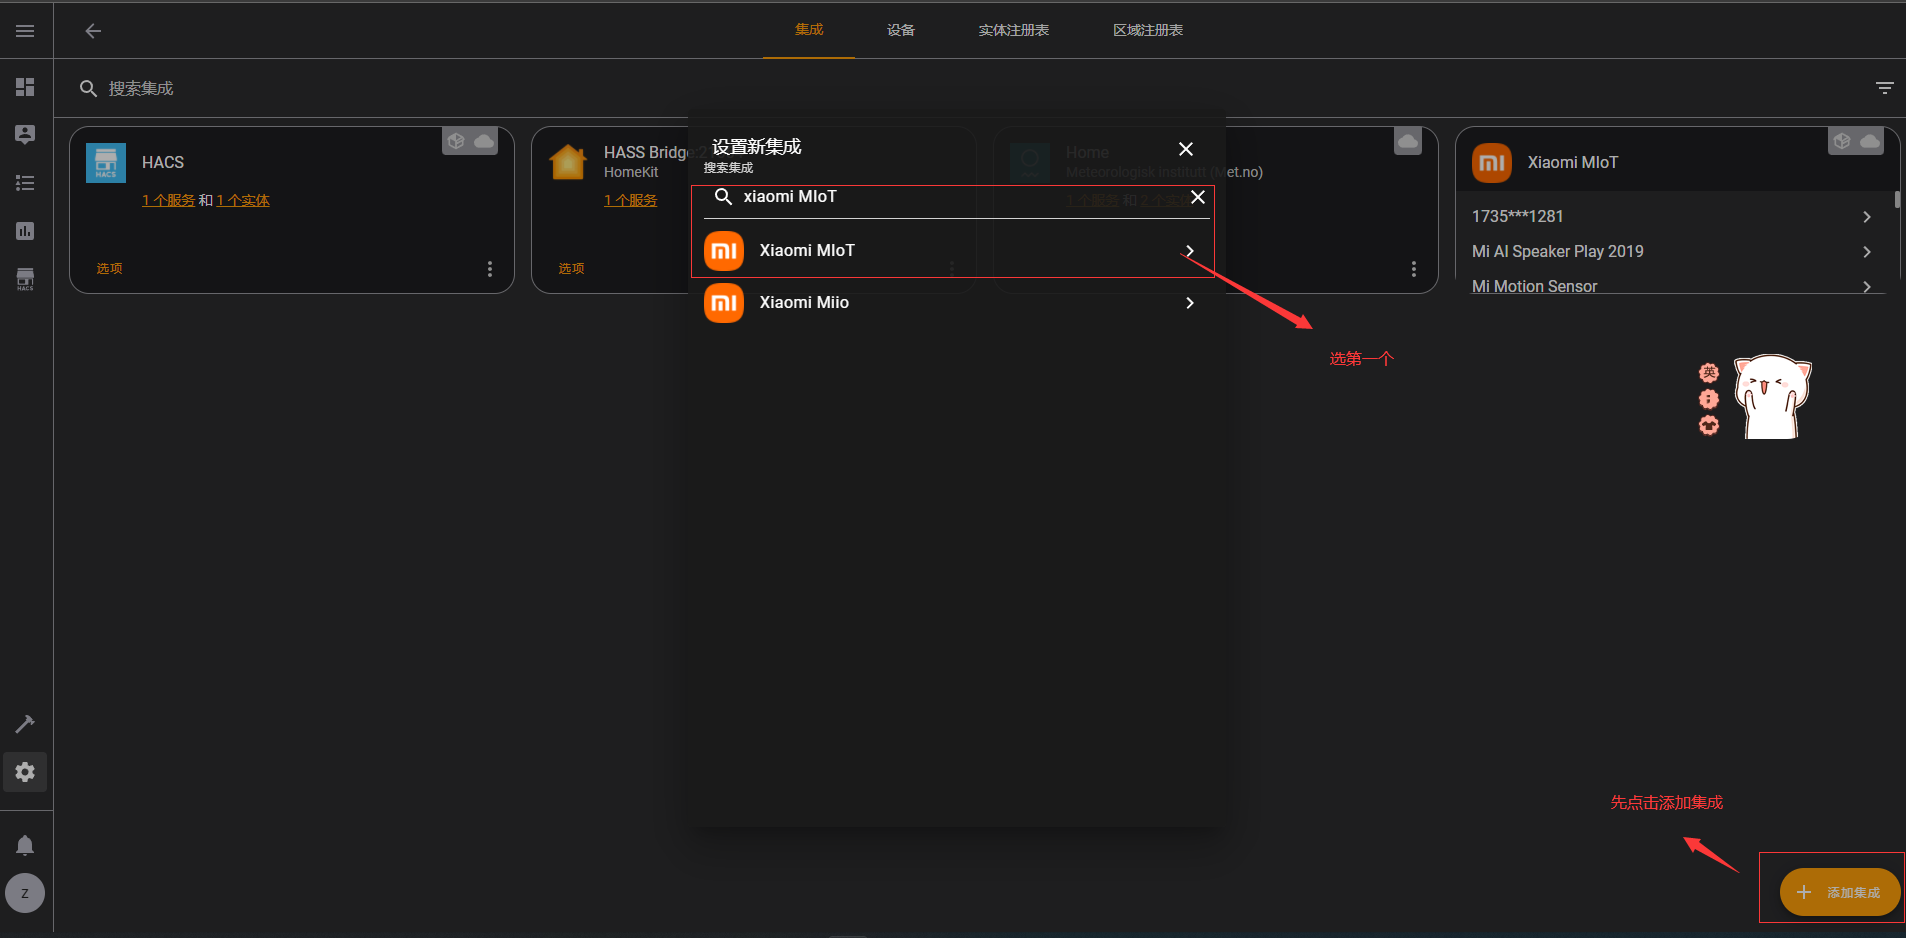 集成
设备
实体注册表
区域注册表
搜索集成
HACS
HACS
1 个服务 和 1 个实体
选项
HASS Bridge:2
HomeKit
1 个服务
选项
设置新集成
搜索集成
xiaomi MIoT
Xiaomi MIoT
Xiaomi Miio
Home
Meteorologisk institutt (Met.no)
1 个服务 和 2 个实体
Xiaomi MIoT
1735***1281
Mi AI Speaker Play 2019
Mi Motion Sensor
选第一个
英
先点击添加集成
添加集成
HACS
Z